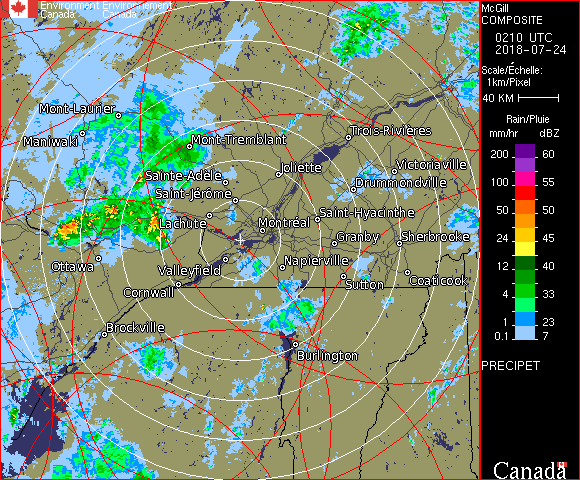 Environment Environnement
Canada Canada
McGill
COMPOSITE
0210 UTC
2018-07-24
Scale/Échelle:
1km/Pixel
40 KM
Rain/Pluie
mm/hr dBZ
200 60
100 55
50 50
24 45
12 40
4 33
1 23
0.1 7
PRECIPET
Canada
Mont-Laurier
Maniwaki
Mont-Tremblant
Trois-Rivières
Sainte-Adèle
Joliette
Victoriaville
Drummondville
Saint-Jérôme
Lachute
Montréal
Saint-Hyacinthe
Granby
Sherbrooke
Ottawa
Valleyfield
Napierville
Sutton
Coaticook
Cornwall
Brockville
Burlington